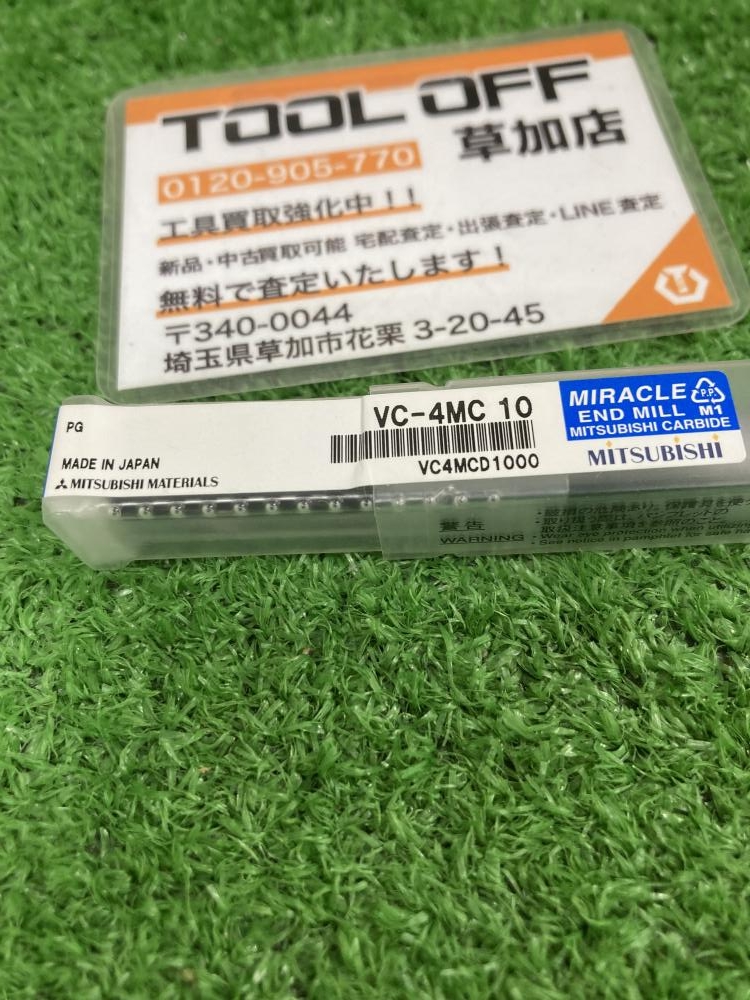 TOOL OFF
草加店
0120-905-770
工具買取強化中！！
新品・中古買取可能 宅配査定・出張査定・LINE査定
無料で査定いたします！
〒340-0044
埼玉県草加市花栗 3-20-45
PG
MADE IN JAPAN
MITSUBISHI MATERIALS
VC-4MC 10
VC4MCD1000
MIRACLE
P.P
END MILL M1
MITSUBISHI CARBIDE
MITSUBISHI
警告
WARNING